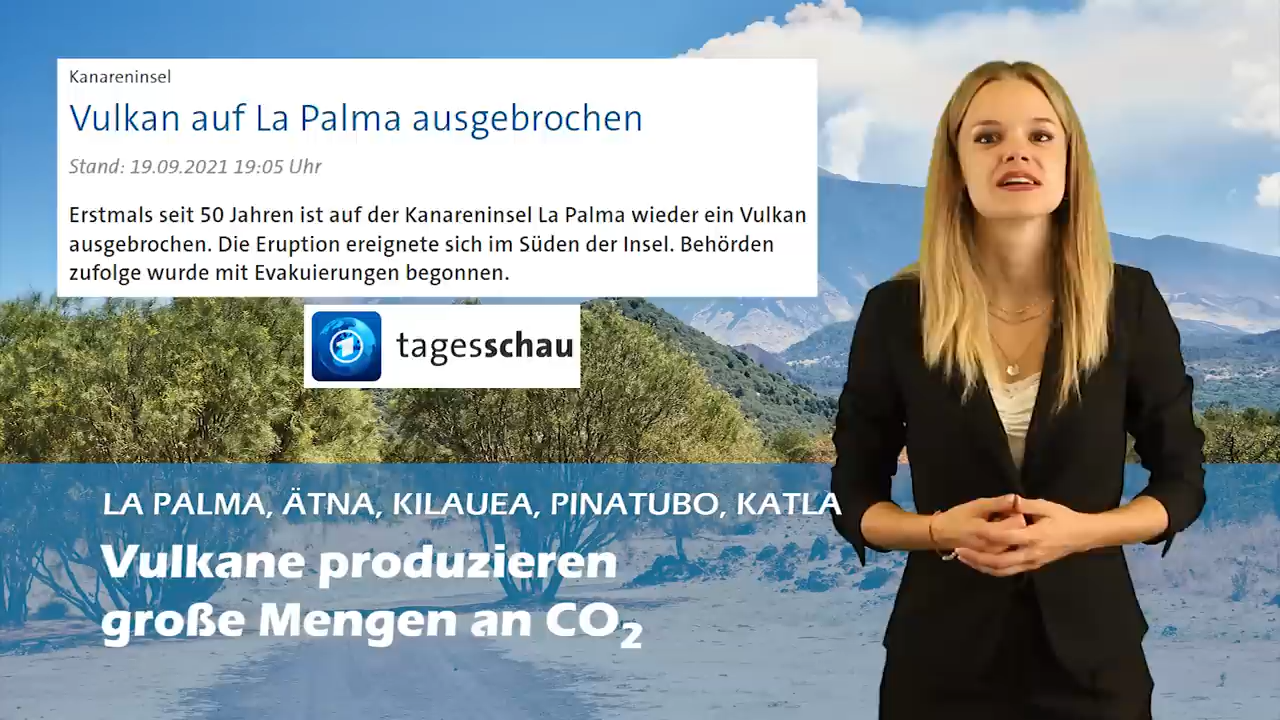 Kanareninsel
Vulkan auf La Palma ausgebrochen
Stand: 19.09.2021 19:05 Uhr
Erstmals seit 50 Jahren ist auf der Kanareninsel La Palma wieder ein Vulkan
ausgebrochen. Die Eruption ereignete sich im Süden der Insel. Behörden
zufolge wurde mit Evakuierungen begonnen.
1 tagesschau
LA PALMA, ÄTNA, KILAUEA, PINATUBO, KATLA
Vulkane produzieren
große Mengen an CO₂